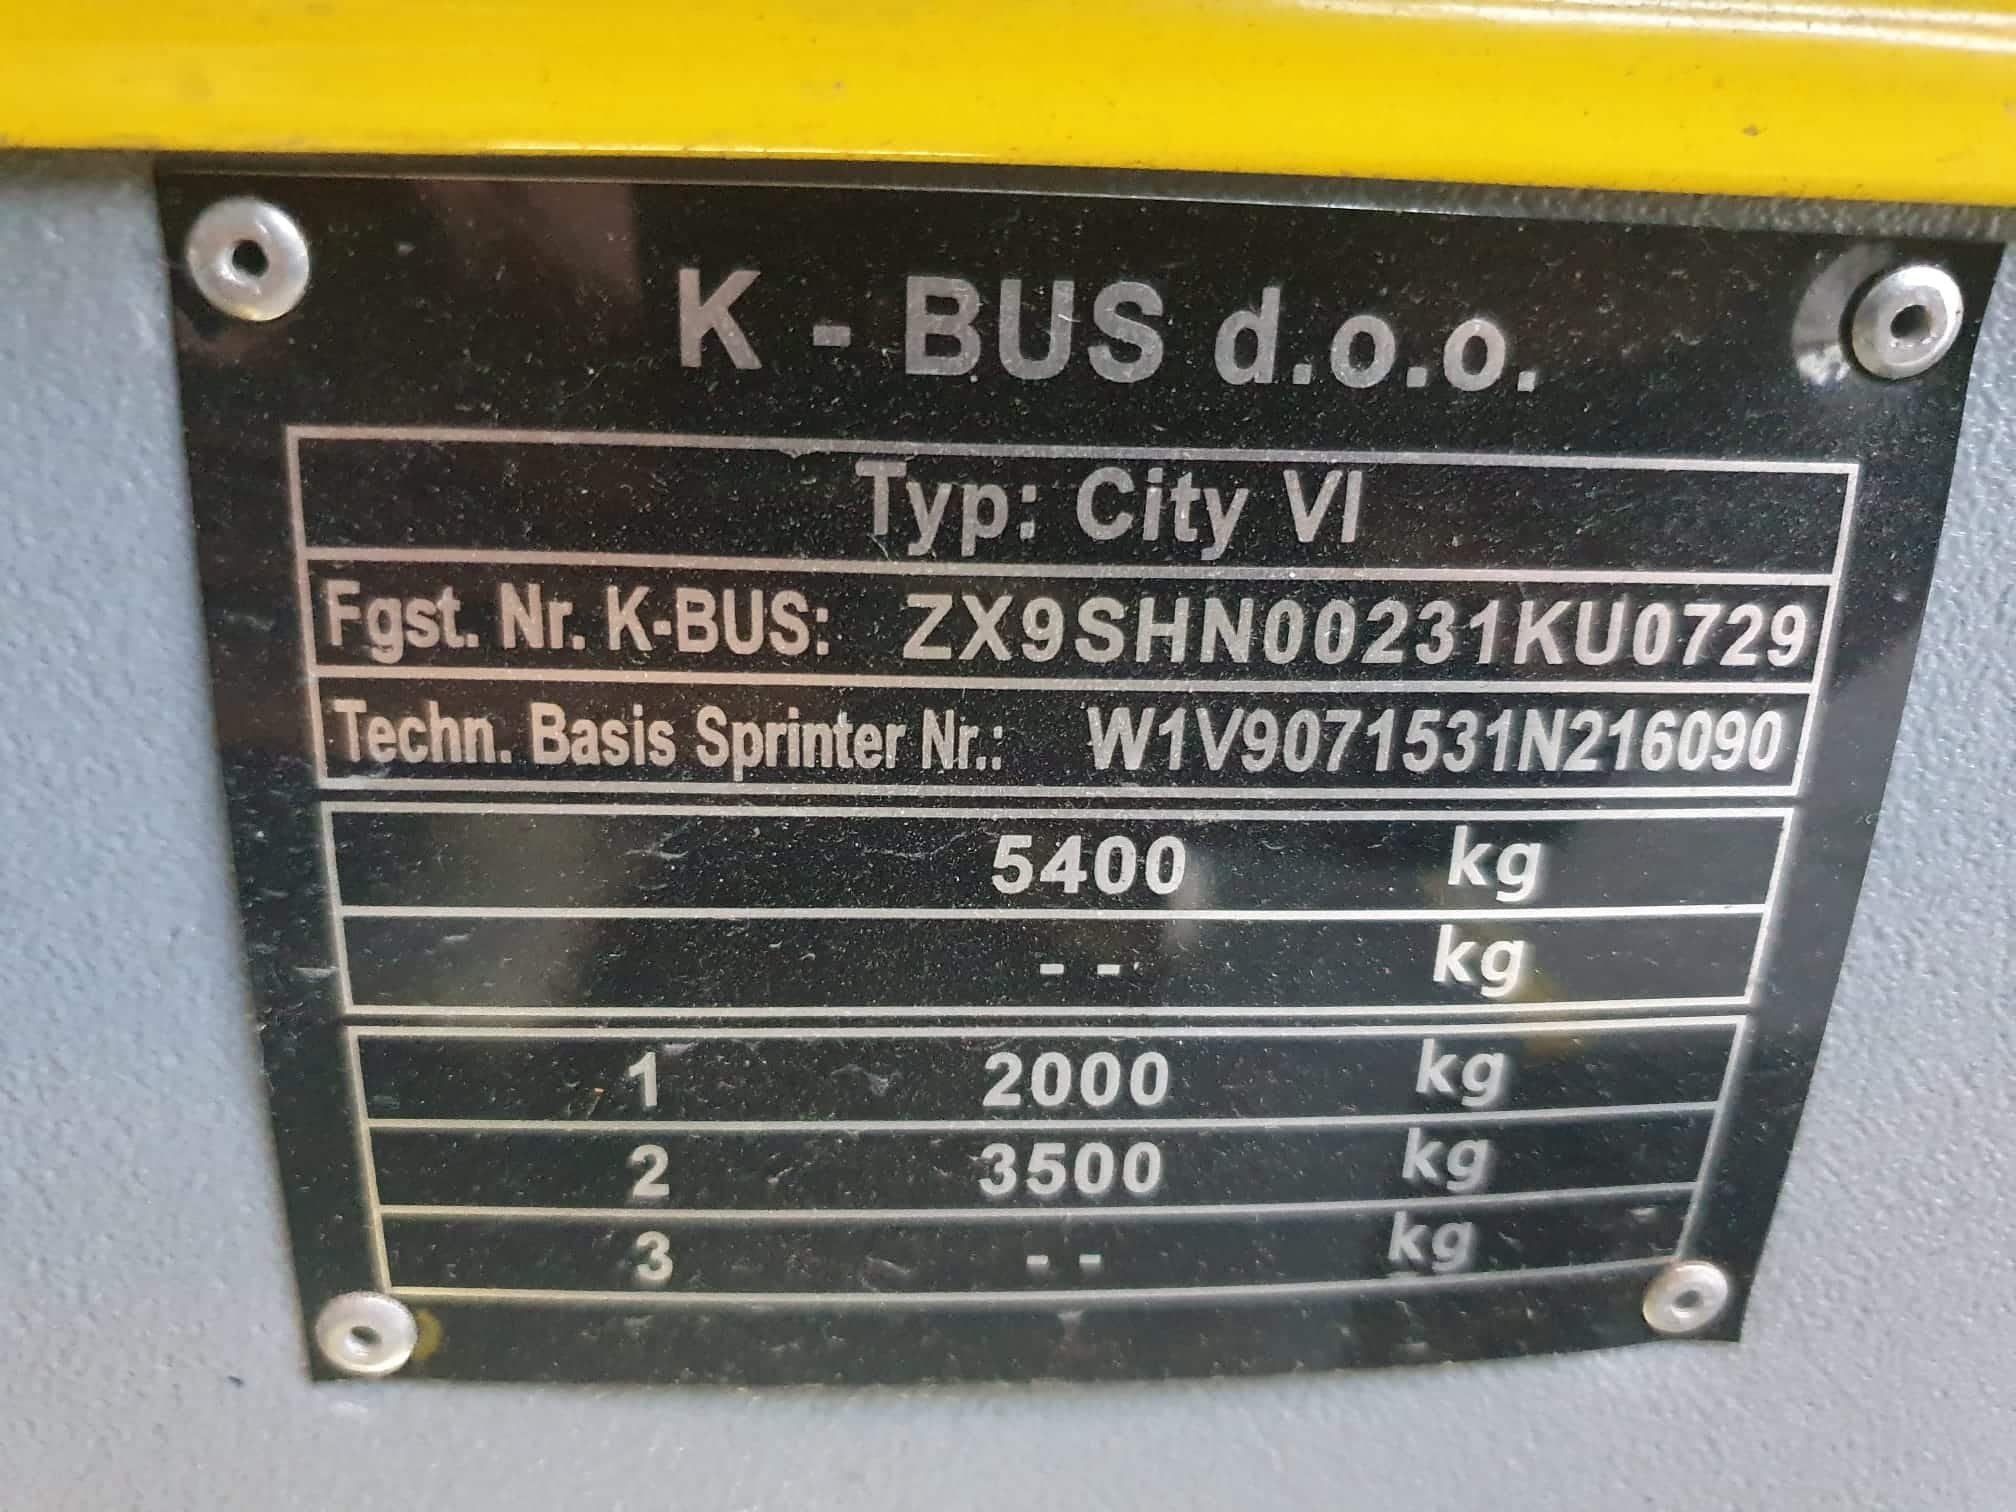 K - BUS d.o.o.
Typ: City VI
Fgst. Nr. K-BUS: ZX9SHN00231KU0729
Techn. Basis Sprinter Nr.: W1V9071531N216090
5400 kg
- - kg
1 2000 kg
2 3500 kg
3 - - kg